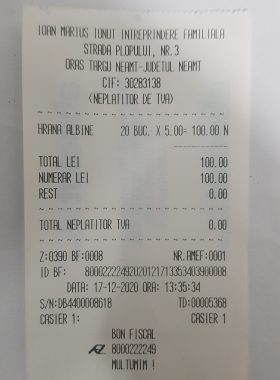 IOAN MARIUS IONUT INTREPRINDERE FAMILIALA
STRADA PLOPULUI, NR.3
ORAS TARGU NEAMT-JUDETUL NEAMT
CIF: 30283138
(NEPLATITOR DE TVA)
HRANA ALBINE 20 BUC. X 5.00= 100.00 N
TOTAL LEI 100.00
NUMERAR LEI 100.00
REST 0.00
TOTAL NEPLATITOR TVA 0.00
Z:0390 BF:0008 NR.AMEF:0001
ID BF: 80002222492020121713353403900008
DATA: 17-12-2020 ORA: 13:35:34
S/N:DB4400008618 TD:00005368
CASIER 1: CASIER 1
BON FISCAL
8000222249
MULTUMIM !